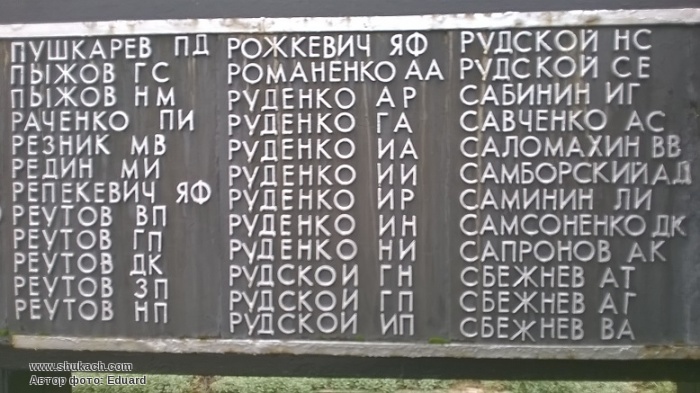 ПУШКАРЕВ ПД
ПЫЖОВ ГС
ПЫЖОВ НМ
РАЧЕНКО ПИ
РЕЗНИК МВ
РЕДИН МИ
РЕПЕКЕВИЧ ЯФ
РЕУТОВ ВП
РЕУТОВ ГП
РЕУТОВ ДК
РЕУТОВ ЗП
РЕУТОВ НП
РОЖКЕВИЧ ЯФ
РОМАНЕНКО АА
РУДЕНКО АР
РУДЕНКО ГА
РУДЕНКО ИА
РУДЕНКО ИИ
РУДЕНКО ИР
РУДЕНКО ИН
РУДЕНКО НИ
РУДСКОЙ ГН
РУДСКОЙ ГП
РУДСКОЙ ИП
РУДСКОЙ НС
РУДСКОЙ СЕ
САБИНИН ИГ
САВЧЕНКО АС
САЛОМАХИН ВВ
САМБОРСКИЙ АД
САМИНИН ЛИ
САМСОНЕНКО ДК
САПРОНОВ АК
СБЕЖНЕВ АТ
СБЕЖНЕВ АГ
СБЕЖНЕВ ВА
www.shukach.com
Автор фото: Eduard